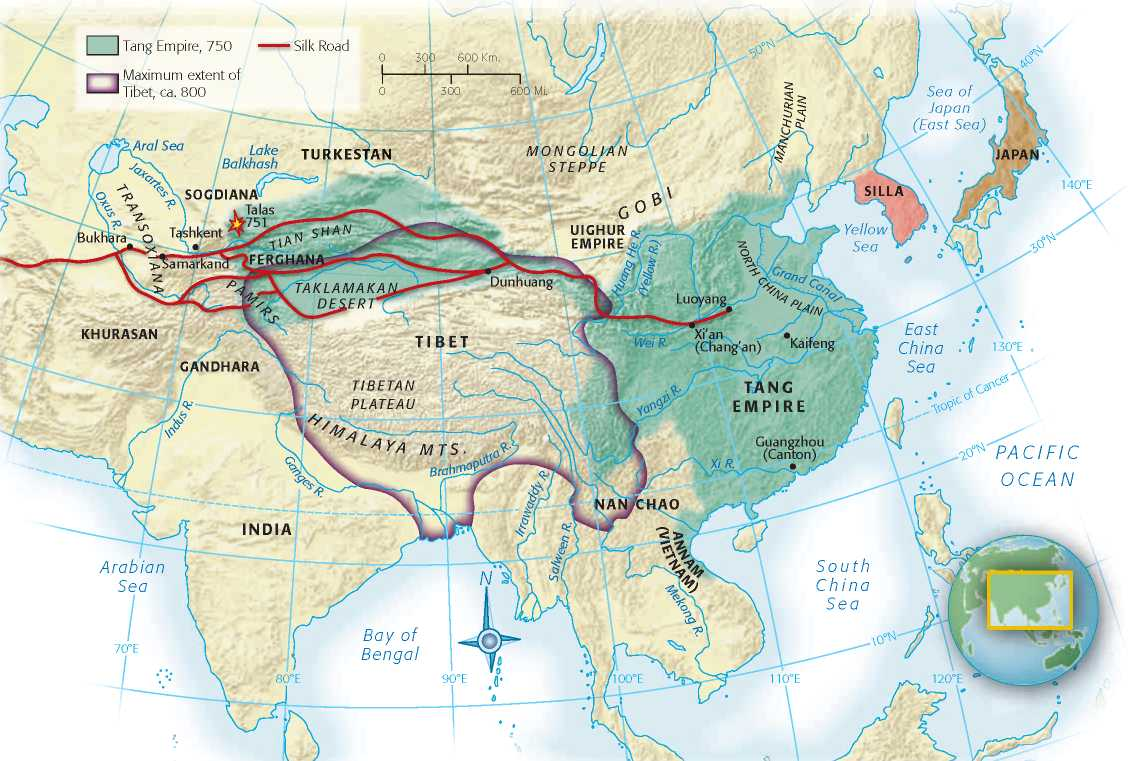 Tang Empire, 750
Silk Road
Maximum extent of
Tibet, ca. 800
0 300 600 Km.
0 300 600 Mi.
50°N
40°N
MANCHURIAN
PLAIN
Sea of
Japan
(East Sea)
JAPAN
140°E
Aral Sea
Lake
Balkhash
TURKESTAN
MONGOLIAN
STEPPE
Jaxartes R.
Oxus R.
TRANSOXIANA
SOGDIANA
Talas
751
SILLA
GOBI
UIGHUR
EMPIRE
Yellow
Sea
30°N
Bukhara
Tashkent
Samarkand
TIAN SHAN
FERGHANA
Huang He R.
(Yellow R.)
NORTH CHINA PLAIN
Grand Canal
TAKLAMAKAN
DESERT
Dunhuang
PAMIRS
Luoyang
Xi'an
(Chang'an)
Wei R.
Kaifeng
East
China
Sea
130°E
KHURASAN
TIBET
GANDHARA
TIBETAN
PLATEAU
Indus R.
Yangzi R.
TANG
EMPIRE
Tropic of Cancer
HIMALAYA MTS.
Guangzhou
(Canton)
Xi R.
20°N
PACIFIC
OCEAN
Ganges R.
Brahmaputra R.
Irrawaddy R.
Salween R.
NAN CHAO
INDIA
ANNAM
(VIETNAM)
Mekong R.
Arabian
Sea
South
China
Sea
N
Bay of
Bengal
10°N
70°E
80°E
90°E
100°E
110°E
120°E